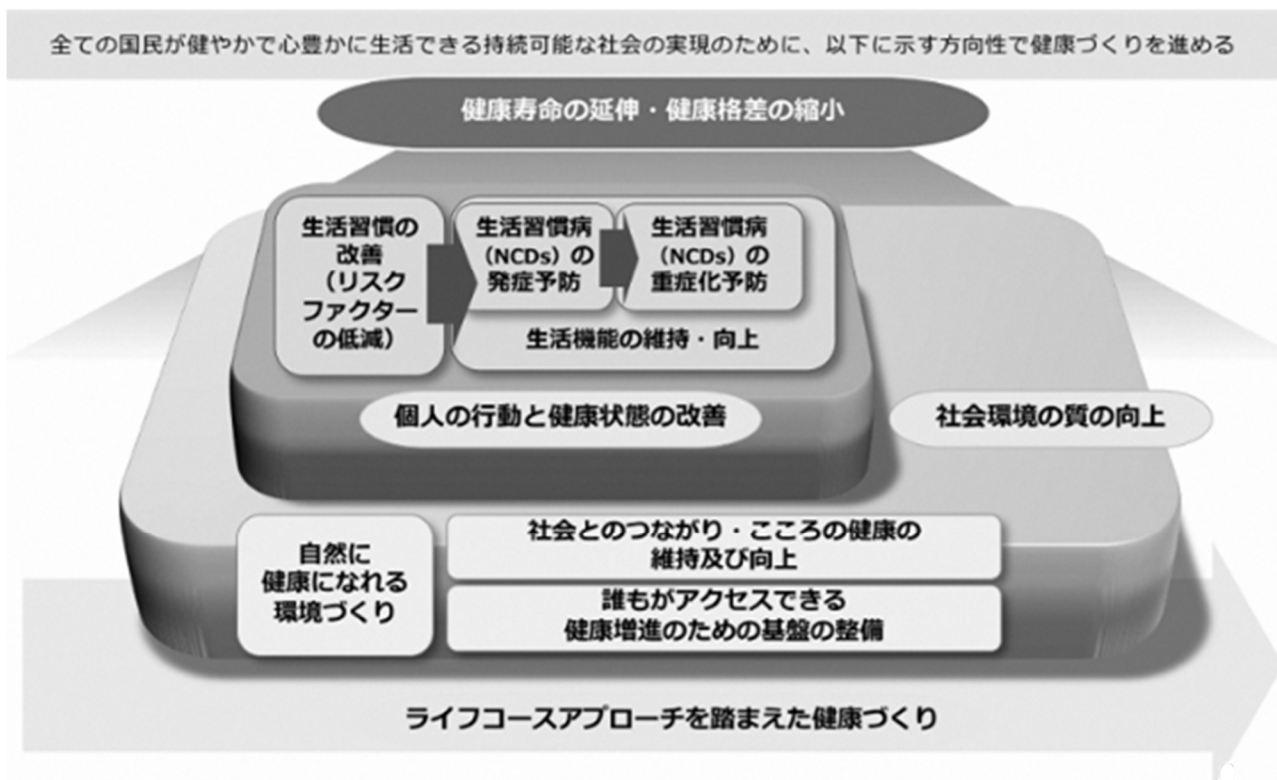 全ての国民が健やかで心豊かに生活できる持続可能な社会の実現のために、以下に示す方向性で健康づくりを進める
健康寿命の延伸・健康格差の縮小
生活習慣の
改善
（リスク
ファクター
の低減）
生活習慣病
（NCDs）の
発症予防
生活習慣病
（NCDs）の
重症化予防
生活機能の維持・向上
個人の行動と健康状態の改善
社会環境の質の向上
自然に
健康になれる
環境づくり
社会とのつながり・こころの健康の
維持及び向上
誰もがアクセスできる
健康増進のための基盤の整備
ライフコースアプローチを踏まえた健康づくり